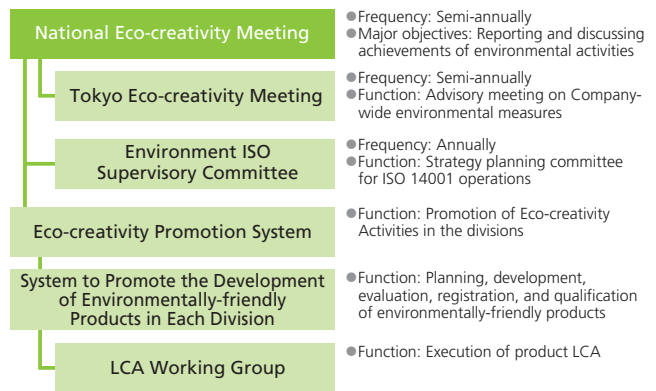 National Eco-creativity Meeting
●Frequency: Semi-annually
●Major objectives: Reporting and discussing
achievements of environmental activities
Tokyo Eco-creativity Meeting
●Frequency: Semi-annually
●Function: Advisory meeting on Company-
wide environmental measures
Environment ISO
Supervisory Committee
●Frequency: Annually
●Function: Strategy planning committee
for ISO 14001 operations
Eco-creativity Promotion System
●Function: Promotion of Eco-creativity
Activities in the divisions
System to Promote the Development
of Environmentally-friendly
Products in Each Division
●Function: Planning, development,
evaluation, registration, and qualification
of environmentally-friendly products
LCA Working Group
●Function: Execution of product LCA